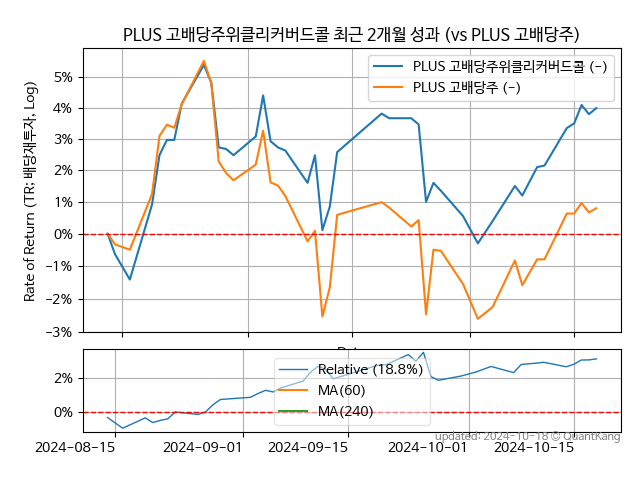 PLUS 고배당주위클리커버드콜 최근 2개월 성과 (vs PLUS 고배당주)
PLUS 고배당주위클리커버드콜 (-)
PLUS 고배당주 (-)
Rate of Return (TR: 배당재투자, Log)
5%
4%
3%
2%
1%
0%
−1%
−2%
−3%
Relative (18.8%)
MA(60)
MA(240)
2%
0%
2024-08-15
2024-09-01
2024-09-15
2024-10-01
2024-10-15
updated: 2024-10-18 © QuantKang